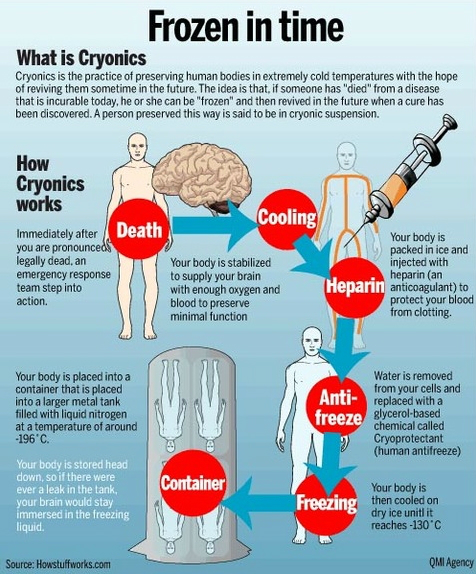 Frozen in time
What is Cryonics
Cryonics is the practice of preserving human bodies in extremely cold temperatures with the hope
of reviving them sometime in the future. The idea is that, if someone has "died" from a disease
that is incurable today, he or she can be "frozen" and then revived in the future when a cure has
been discovered. A person preserved this way is said to be in cryonic suspension.
How
Cryonics
works
Death
Immediately after
you are pronounced
legally dead, an
emergency response
team step into
action.
Cooling
Your body is stabilized
to supply your brain
with enough oxygen and
blood to preserve
minimal function
Heparin
Your body is
packed in ice and
injected with
heparin (an
anticoagulant) to
protect your blood
from clotting.
Anti-
freeze
Water is removed
from your cells and
replaced with a
glycerol-based
chemical called
Cryoprotectant
(human antifreeze)
Freezing
Your body is
then cooled on
dry ice unitl it
reaches -130˚C
Container
Your body is placed into a
container that is placed
into a larger metal tank
filled with liquid nitrogen
at a temperature of around
-196˚C.
Your body is stored head
down, so if there were
ever a leak in the tank,
your brain would stay
immersed in the freezing
liquid.
Source: Howstuffworks.com
QMI Agency